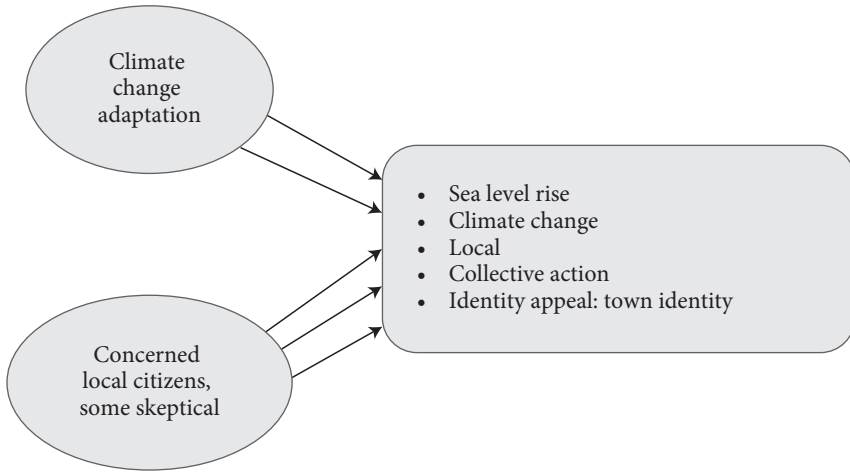 Climate
change
adaptation
• Sea level rise
• Climate change
• Local
• Collective action
• Identity appeal: town identity
Concerned
local citizens,
some skeptical